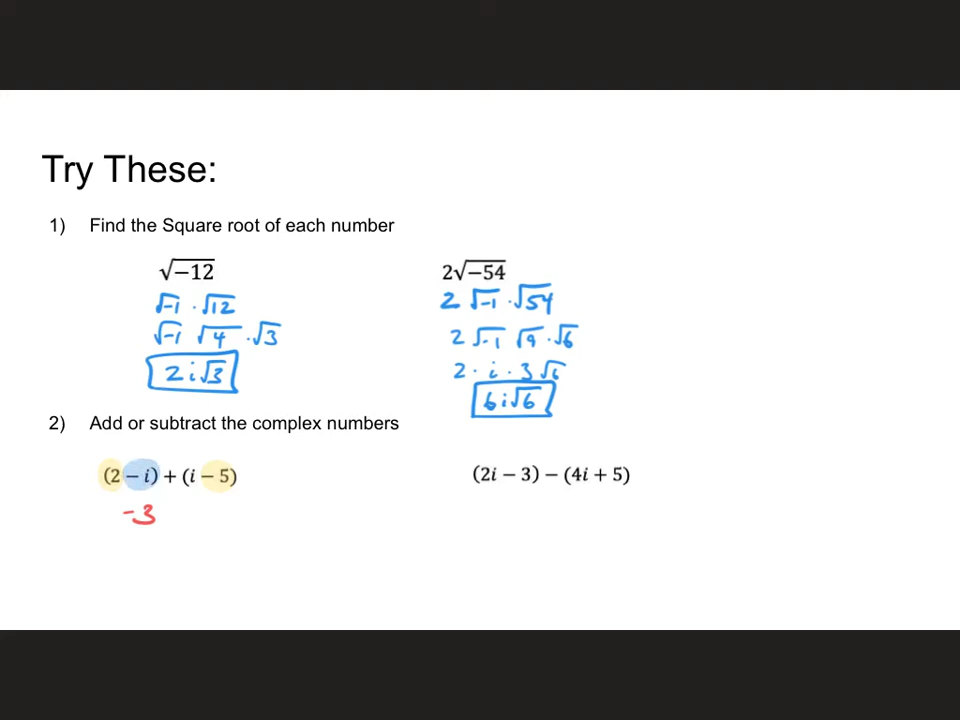 Try These:
1) Find the Square root of each number
√−12
2√−54
√-1 · √12
2 √-1 · √54
√-1 √4 · √3
2 √-1 √9 · √6
2i√3
2 · i · 3√6
6i√6
2) Add or subtract the complex numbers
(2 − i) + (i − 5)
(2i − 3) − (4i + 5)
-3